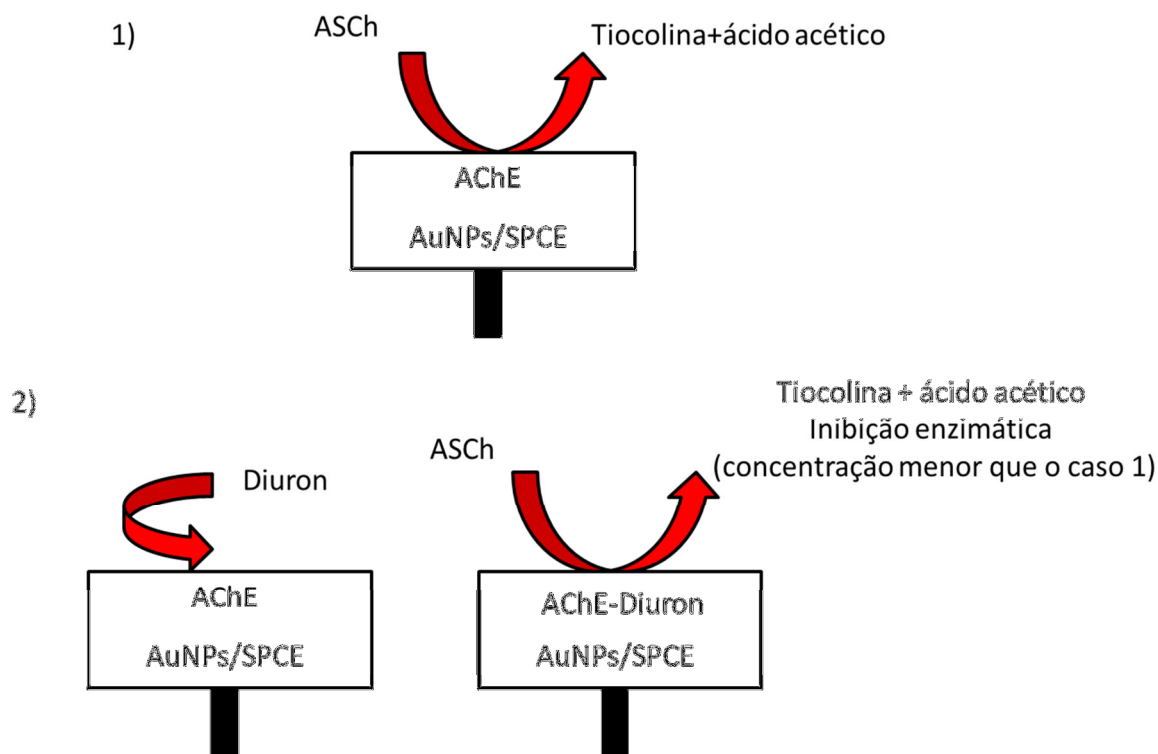 1)
ASCh
Tiocolina+ácido acético
AChE
AuNPs/SPCE
2)
Diuron
AChE
AuNPs/SPCE
ASCh
Tiocolina + ácido acético
Inibição enzimática
(concentração menor que o caso 1)
AChE-Diuron
AuNPs/SPCE